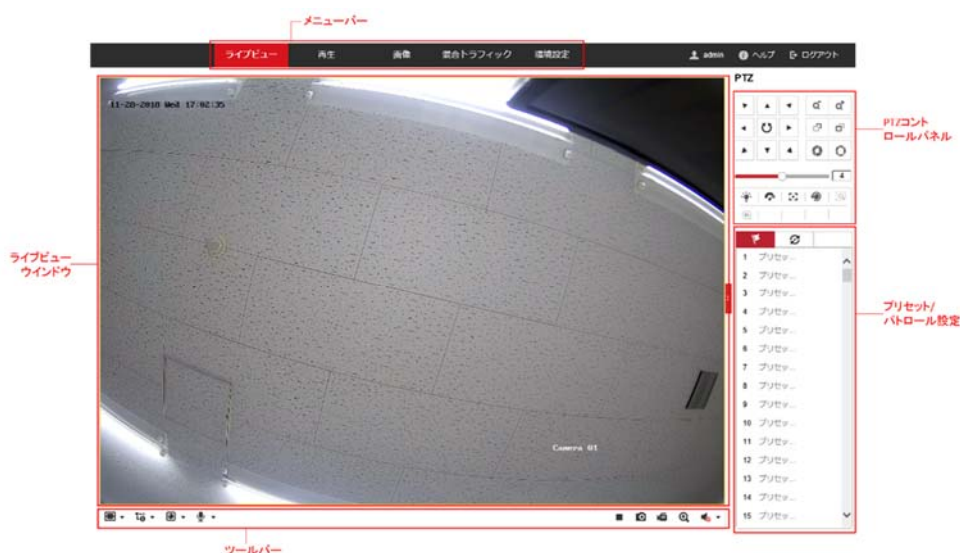 メニューバー
ライブビュー 再生 画像 混合トラフィック 環境設定 admin ヘルプ ログアウト
PTZ
11-28-2018 Wed 17:02:35
PTZコント
ロールパネル
4
ライブビュー
ウインドウ
1 プリセッ...
2 プリセッ...
3 プリセッ...
4 プリセッ...
5 プリセッ...
6 プリセッ...
7 プリセッ...
8 プリセッ...
9 プリセッ...
10 プリセッ...
11 プリセッ...
12 プリセッ...
13 プリセッ...
14 プリセッ...
15 プリセッ...
プリセット/
パトロール設定
Camera 01
ツールバー